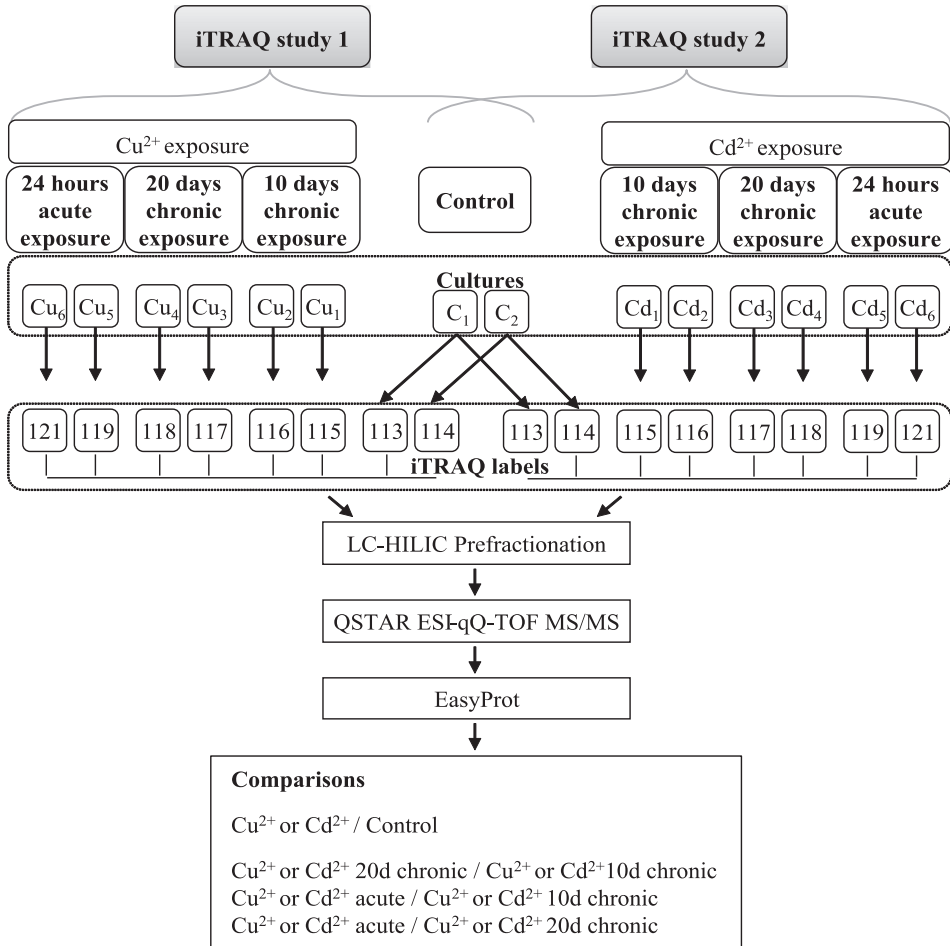 iTRAQ study 1
iTRAQ study 2
Cu²⁺ exposure
Cd²⁺ exposure
24 hours
acute
exposure
20 days
chronic
exposure
10 days
chronic
exposure
Control
10 days
chronic
exposure
20 days
chronic
exposure
24 hours
acute
exposure
Cultures
Cu₆ Cu₅ Cu₄ Cu₃ Cu₂ Cu₁ C₁ C₂ Cd₁ Cd₂ Cd₃ Cd₄ Cd₅ Cd₆
121 119 118 117 116 115 113 114 113 114 115 116 117 118 119 121
iTRAQ labels
LC-HILIC Prefractionation
QSTAR ESI-qQ-TOF MS/MS
EasyProt
Comparisons
Cu²⁺ or Cd²⁺ / Control
Cu²⁺ or Cd²⁺ 20d chronic / Cu²⁺ or Cd²⁺ 10d chronic
Cu²⁺ or Cd²⁺ acute / Cu²⁺ or Cd²⁺ 10d chronic
Cu²⁺ or Cd²⁺ acute / Cu²⁺ or Cd²⁺ 20d chronic